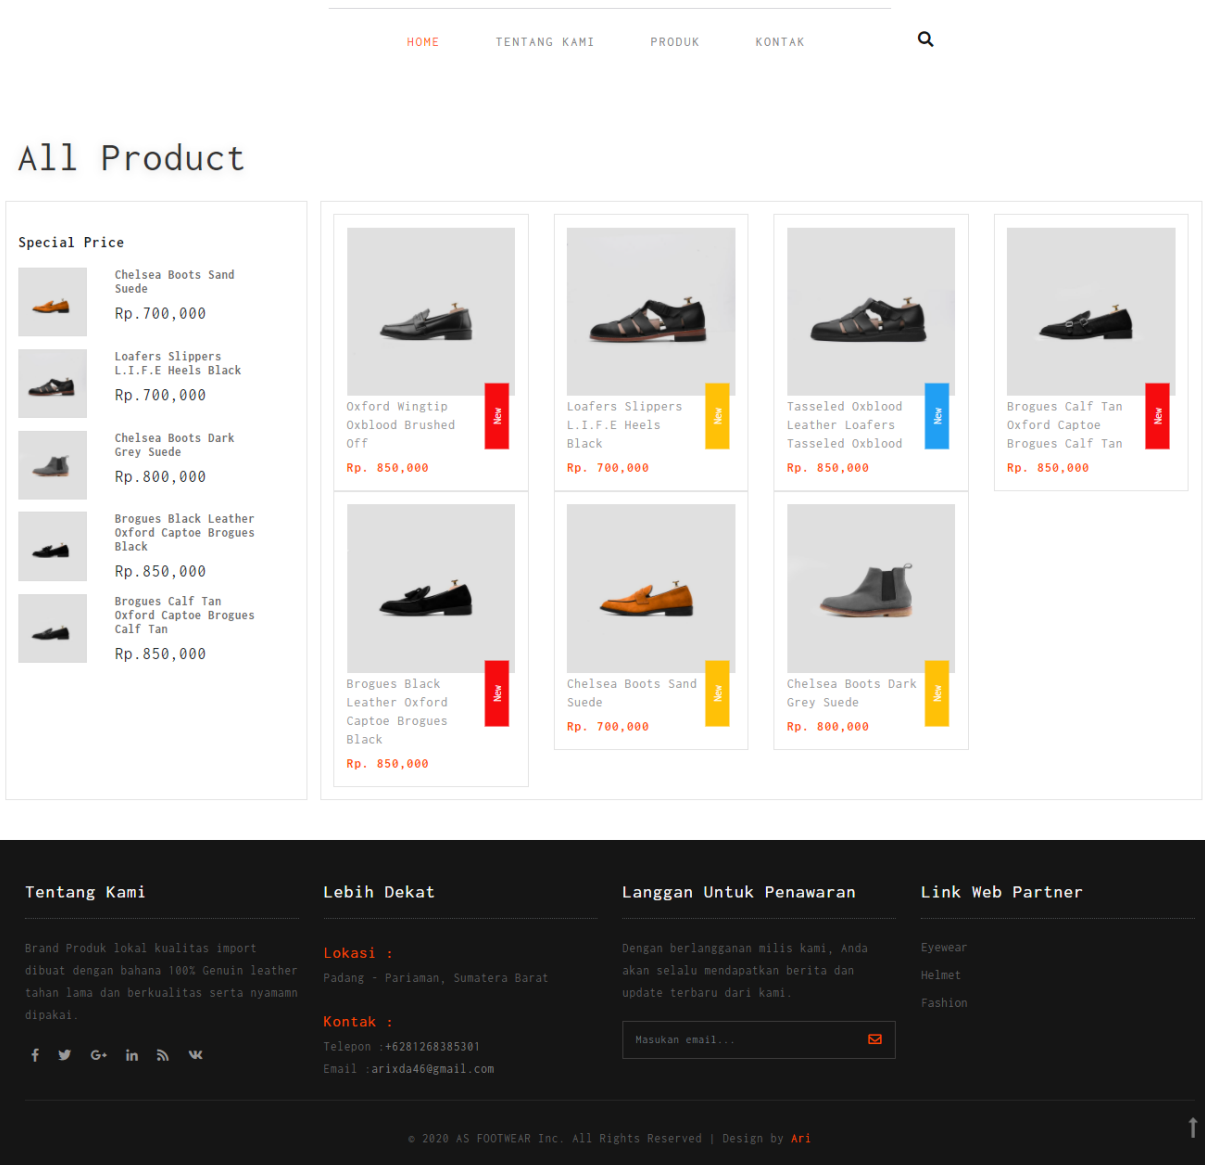 HOME TENTANG KAMI PRODUK KONTAK
All Product
Special Price
Chelsea Boots Sand
Suede
Rp.700,000
Loafers Slippers
L.I.F.E Heels Black
Rp.700,000
Chelsea Boots Dark
Grey Suede
Rp.800,000
Brogues Black Leather
Oxford Captoe Brogues
Black
Rp.850,000
Brogues Calf Tan
Oxford Captoe Brogues
Calf Tan
Rp.850,000
Oxford Wingtip
Oxblood Brushed
Off
New
Rp. 850,000
Loafers Slippers
L.I.F.E Heels
Black
New
Rp. 700,000
Tasseled Oxblood
Leather Loafers
Tasseled Oxblood
New
Rp. 850,000
Brogues Calf Tan
Oxford Captoe
Brogues Calf Tan
New
Rp. 850,000
Brogues Black
Leather Oxford
Captoe Brogues
Black
New
Rp. 850,000
Chelsea Boots Sand
Suede
New
Rp. 700,000
Chelsea Boots Dark
Grey Suede
New
Rp. 800,000
Tentang Kami
Brand Produk lokal kualitas import
dibuat dengan bahana 100% Genuin leather
tahan lama dan berkualitas serta nyamamn
dipakai.
Lebih Dekat
Lokasi :
Padang - Pariaman, Sumatera Barat
Kontak :
Telepon :+6281268385301
Email :arixda46@gmail.com
Langgan Untuk Penawaran
Dengan berlangganan milis kami, Anda
akan selalu mendapatkan berita dan
update terbaru dari kami.
Masukan email...
Link Web Partner
Eyewear
Helmet
Fashion
© 2020 AS FOOTWEAR Inc. All Rights Reserved | Design by Ari